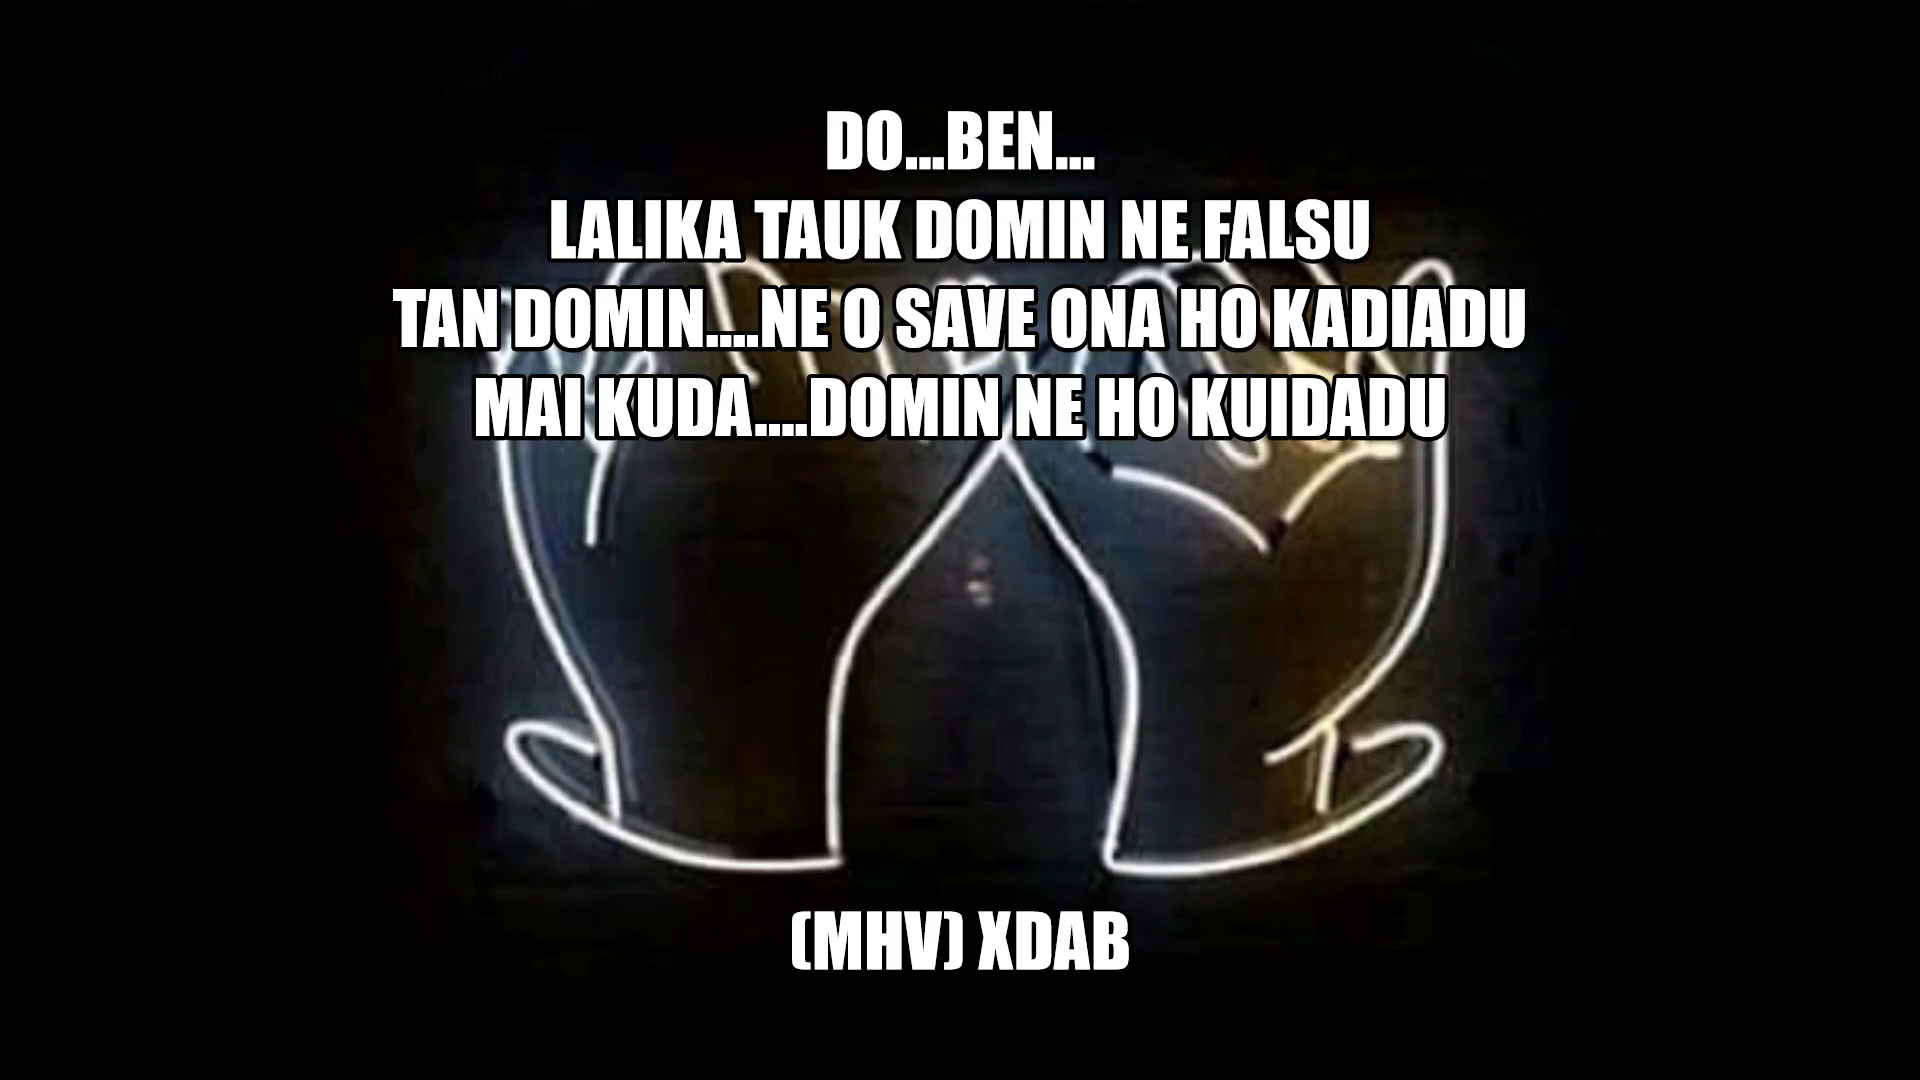 DO...BEN...
LALIKA TAUK DOMIN NE FALSU
TAN DOMIN....NE O SAVE ONA HO KADIADU
MAI KUDA....DOMIN NE HO KUIDADU
(MHV) XDAB